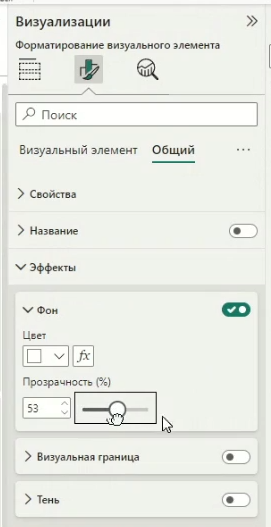 Визуализации
Форматирование визуального элемента
Поиск
Визуальный элемент Общий ...
Свойства
Название
Эффекты
Фон
Цвет
fx
Прозрачность (%)
53
Визуальная граница
Тень